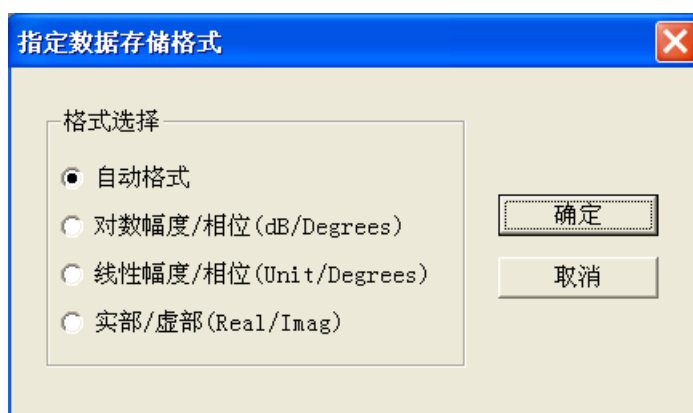 指定数据存储格式
格式选择
自动格式
对数幅度/相位(dB/Degrees)
线性幅度/相位(Unit/Degrees)
实部/虚部(Real/Imag)
确定
取消